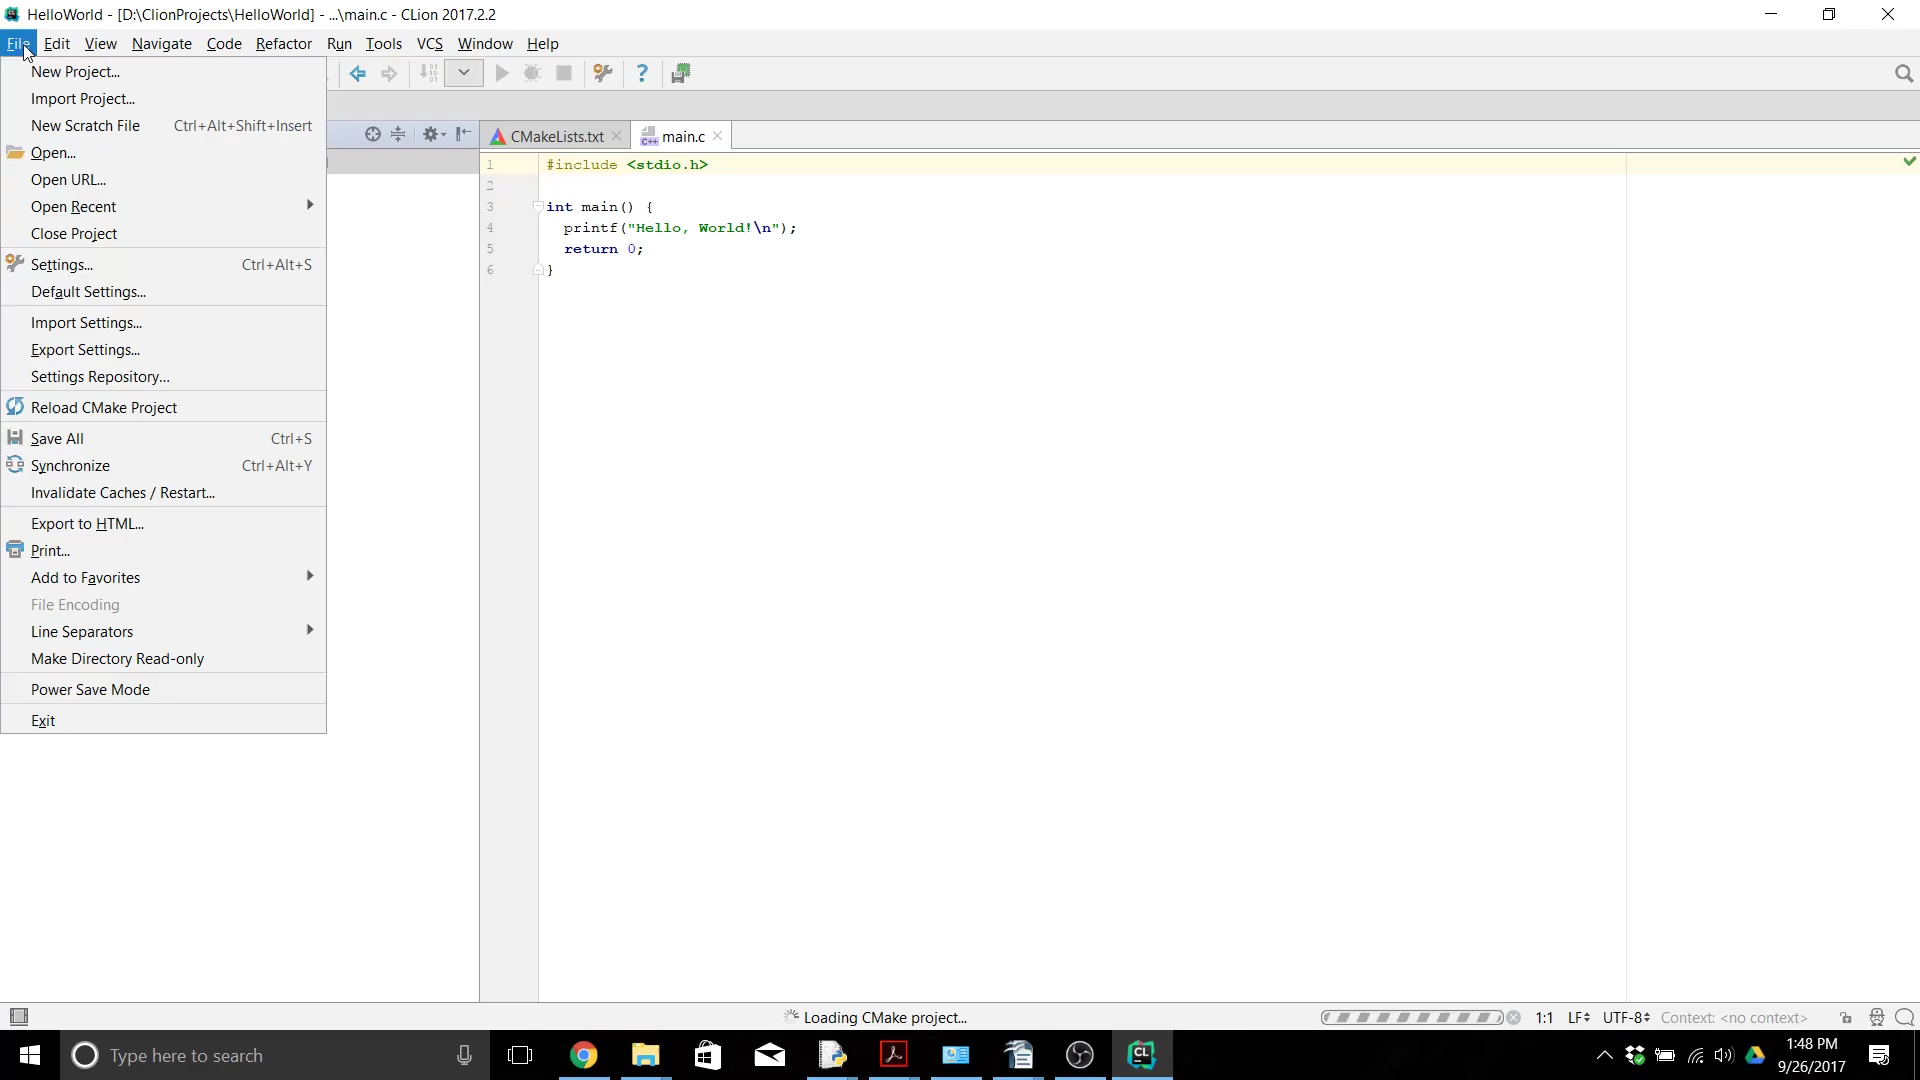 HelloWorld - [D:\ClionProjects\HelloWorld] - ...\main.c - CLion 2017.2.2
File Edit View Navigate Code Refactor Run Tools VCS Window Help
New Project...
Import Project...
New Scratch File Ctrl+Alt+Shift+Insert
Open...
Open URL...
Open Recent
Close Project
Settings... Ctrl+Alt+S
Default Settings...
Import Settings...
Export Settings...
Settings Repository...
Reload CMake Project
Save All Ctrl+S
Synchronize Ctrl+Alt+Y
Invalidate Caches / Restart...
Export to HTML...
Print...
Add to Favorites
File Encoding
Line Separators
Make Directory Read-only
Power Save Mode
Exit
CMakeLists.txt main.c
1 #include <stdio.h>
2
3 int main() {
4 printf("Hello, World!\n");
5 return 0;
6 }
Loading CMake project... 1:1 LF UTF-8 Context: <no context>
Type here to search
1:48 PM
9/26/2017